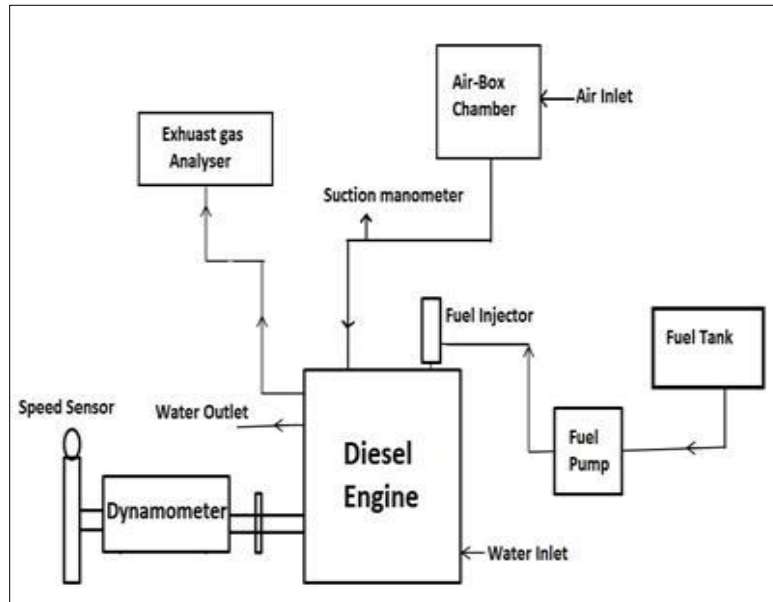 Air-Box
Chamber
Air Inlet
Exhuast gas
Analyser
Suction manometer
Fuel Injector
Fuel Tank
Speed Sensor
Water Outlet
Diesel
Engine
Fuel
Pump
Dynamometer
Water Inlet